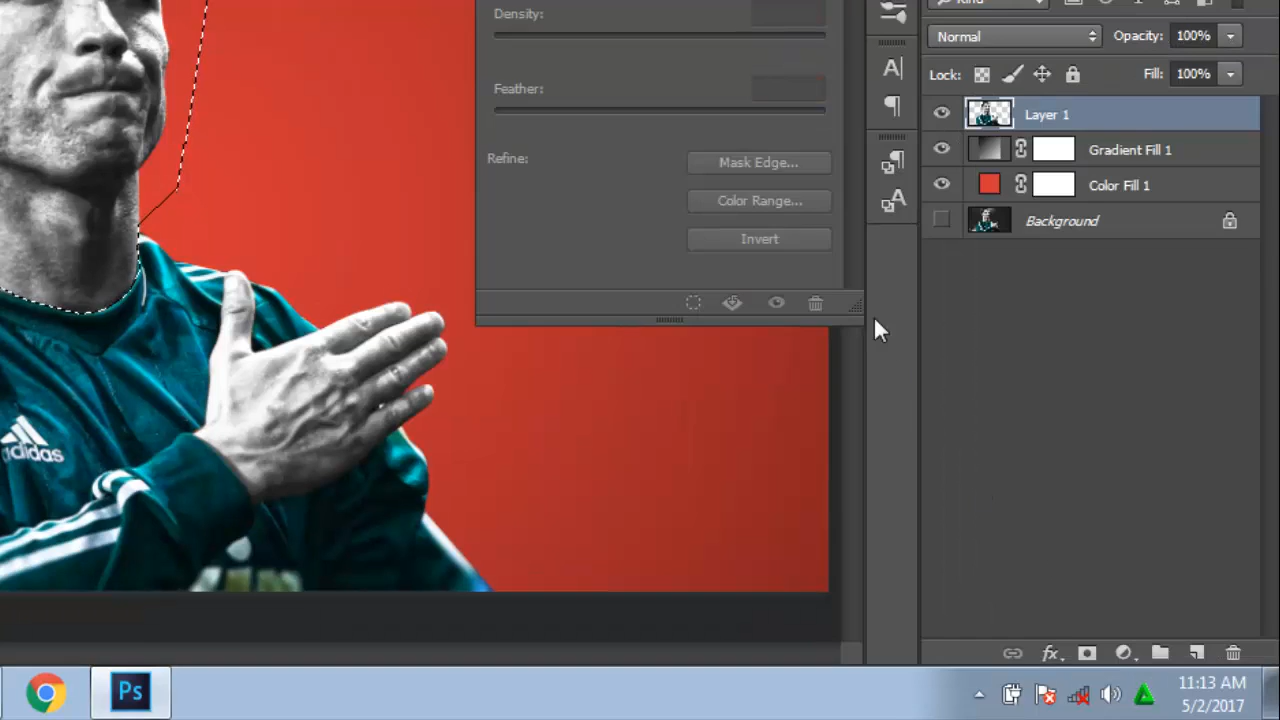 Density:
Feather:
Refine:
Mask Edge...
Color Range...
Invert
Normal
Opacity:
100%
Lock:
Fill:
100%
Layer 1
Gradient Fill 1
Color Fill 1
Background
adidas
fx
Ps
11:13 AM
5/2/2017